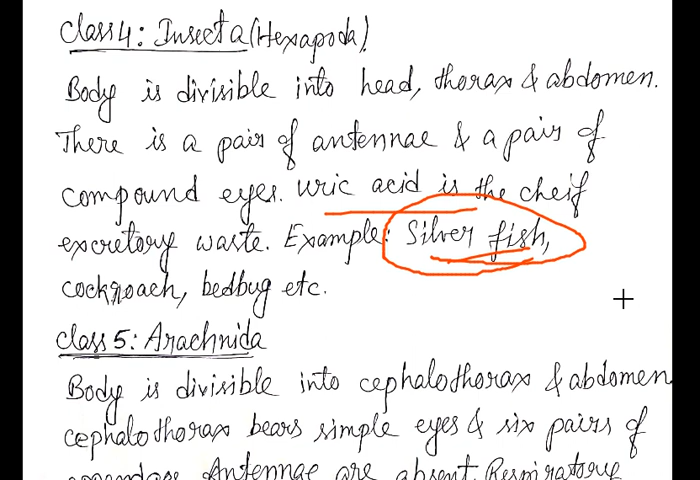 Class 4: Insecta (Hexapoda)
Body is divisible into head, thorax & abdomen.
There is a pair of antennae & a pair of
compound eyes. Uric acid is the cheif
excretory waste. Example: Silver fish,
cockroach, bedbug etc.
Class 5: Arachnida
Body is divisible into cephalothorax & abdomen
cephalothorax bears simple eyes & six pairs of
Antennae are absent. Respiratory